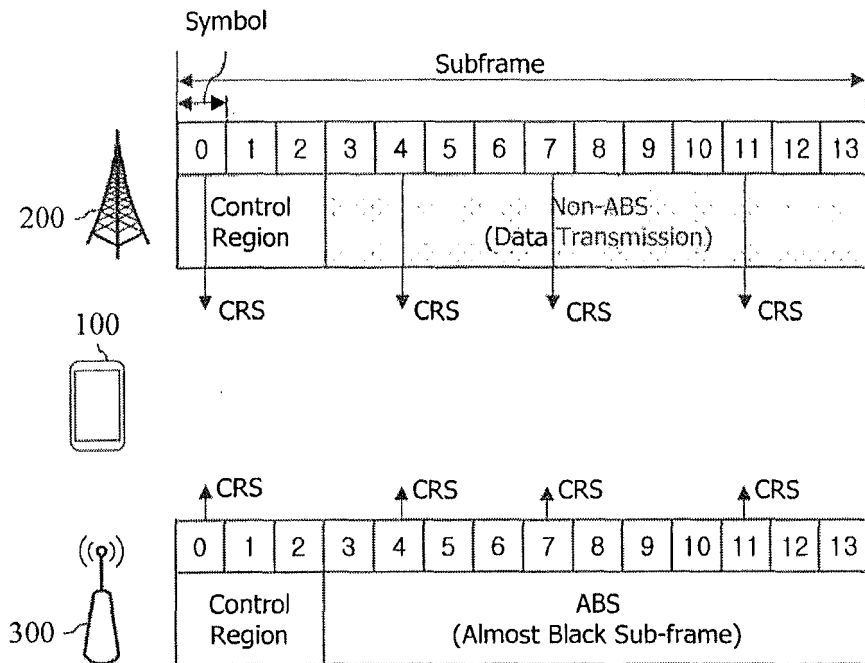 Symbol
Subframe
0 1 2 3 4 5 6 7 8 9 10 11 12 13
200
Control
Region
Non-ABS
(Data Transmission)
CRS CRS CRS CRS
100
CRS CRS CRS CRS
0 1 2 3 4 5 6 7 8 9 10 11 12 13
300
Control
Region
ABS
(Almost Black Sub-frame)